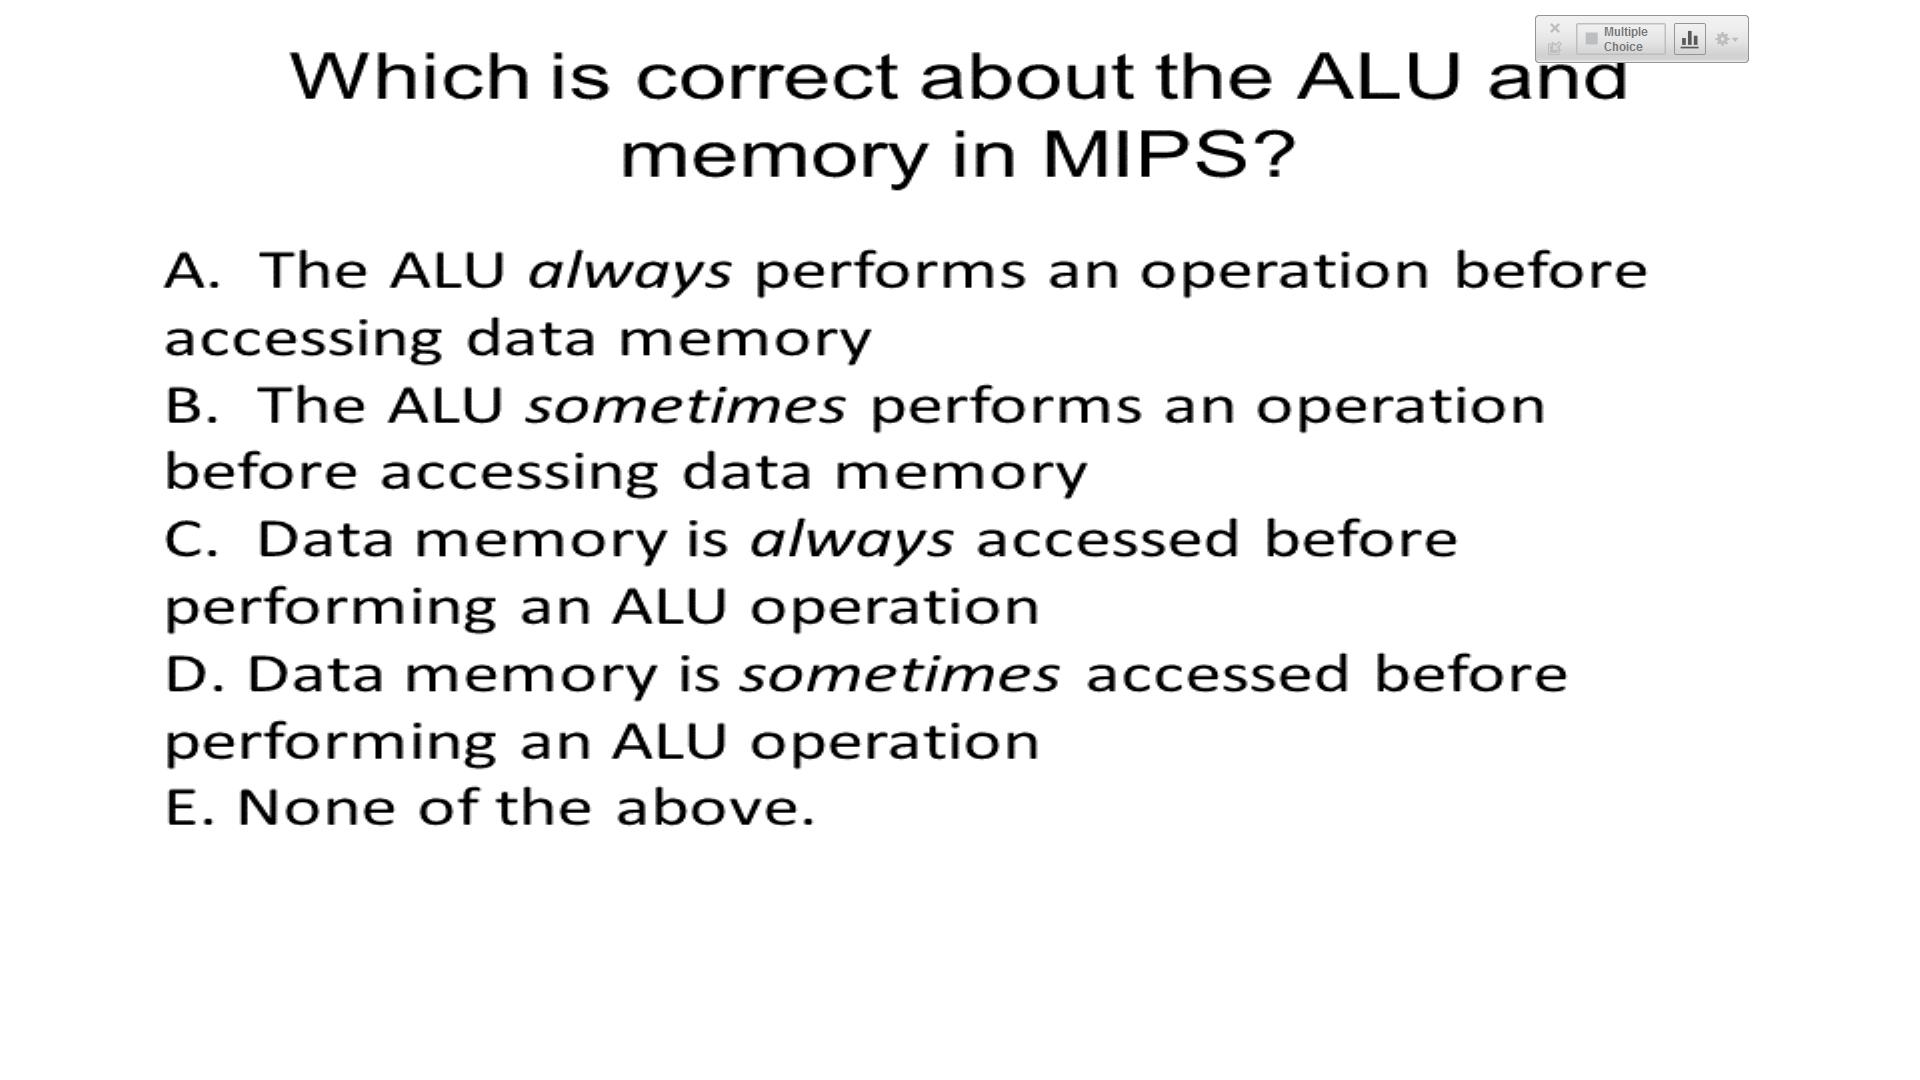 Multiple
Choice
Which is correct about the ALU and
memory in MIPS?
A. The ALU always performs an operation before
accessing data memory
B. The ALU sometimes performs an operation
before accessing data memory
C. Data memory is always accessed before
performing an ALU operation
D. Data memory is sometimes accessed before
performing an ALU operation
E. None of the above.